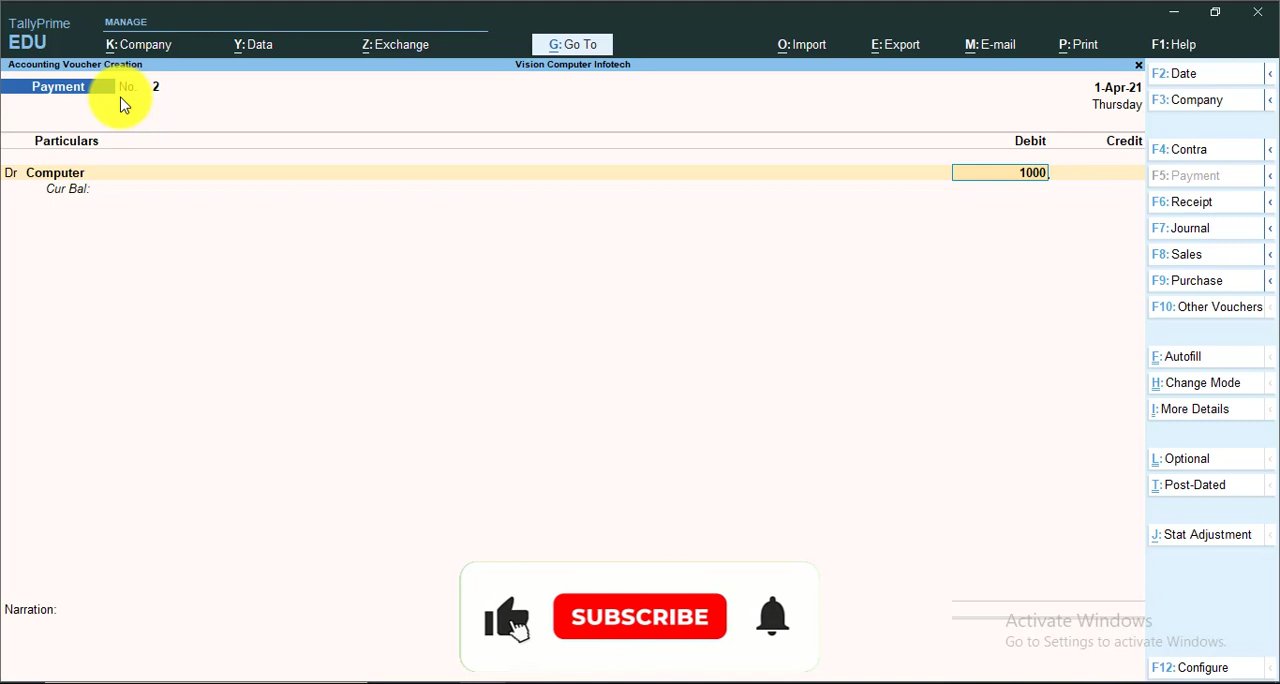 TallyPrime
EDU
MANAGE
K: Company
Y: Data
Z: Exchange
G: Go To
O: Import
E: Export
M: E-mail
P: Print
F1: Help
Accounting Voucher Creation
Vision Computer Infotech
Payment No. 2
1-Apr-21
Thursday
Particulars
Debit
Credit
Dr Computer
1000
Cur Bal:
Narration:
F2: Date
F3: Company
F4: Contra
F5: Payment
F6: Receipt
F7: Journal
F8: Sales
F9: Purchase
F10: Other Vouchers
F: Autofill
H: Change Mode
I: More Details
L: Optional
T: Post-Dated
J: Stat Adjustment
F12: Configure
SUBSCRIBE
Activate Windows
Go to Settings to activate Windows.